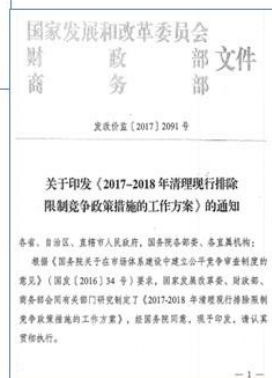 国家发展和改革委员会
财政部文件
商务部
发改价监〔2017〕2091号
关于印发《2017-2018年清理现行排除
限制竞争政策措施的工作方案》的通知
各省、自治区、直辖市人民政府，国务院各部委、各直属机构：
根据《国务院关于在市场体系建设中建立公平竞争审查制度的
意见》（国发〔2016〕34号）要求，国家发展改革委、财政部、
商务部会同有关部门研究制定了《2017-2018年清理现行排除限制
竞争政策措施的工作方案》，经国务院同意，现予印发，请认真
贯彻执行。
— 1 —